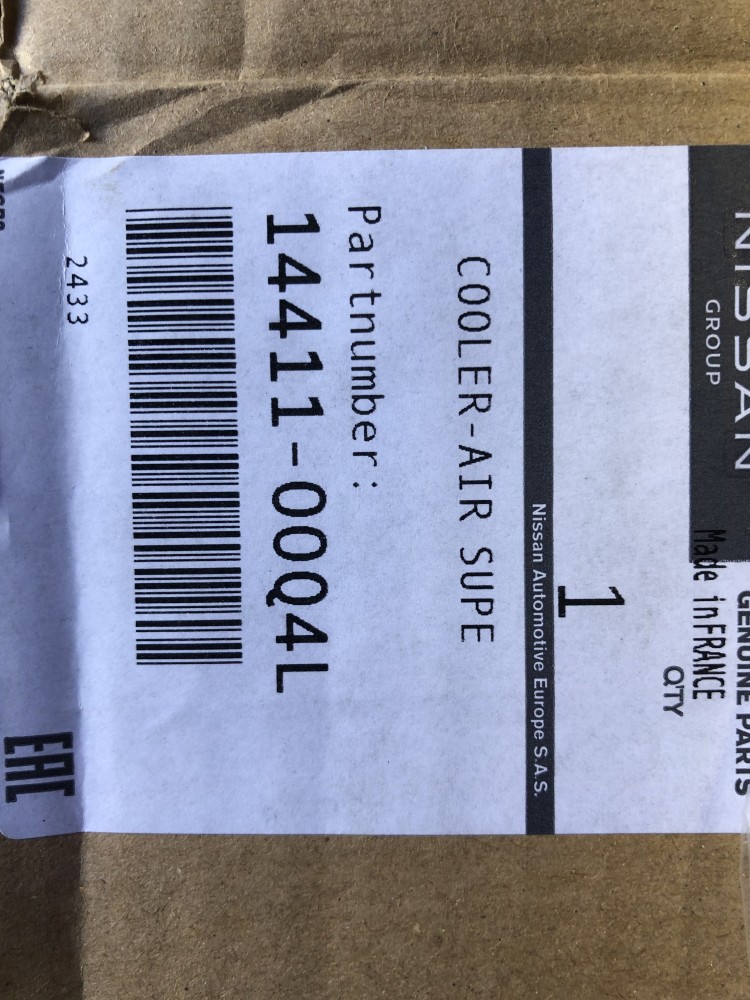 NISSAN
GROUP
GENUINE PARTS
Made in FRANCE
Q'TY
1
Nissan Automotive Europe S.A.S.
COOLER-AIR SUPE
Partnumber:
14411-00Q4L
2433
EAC